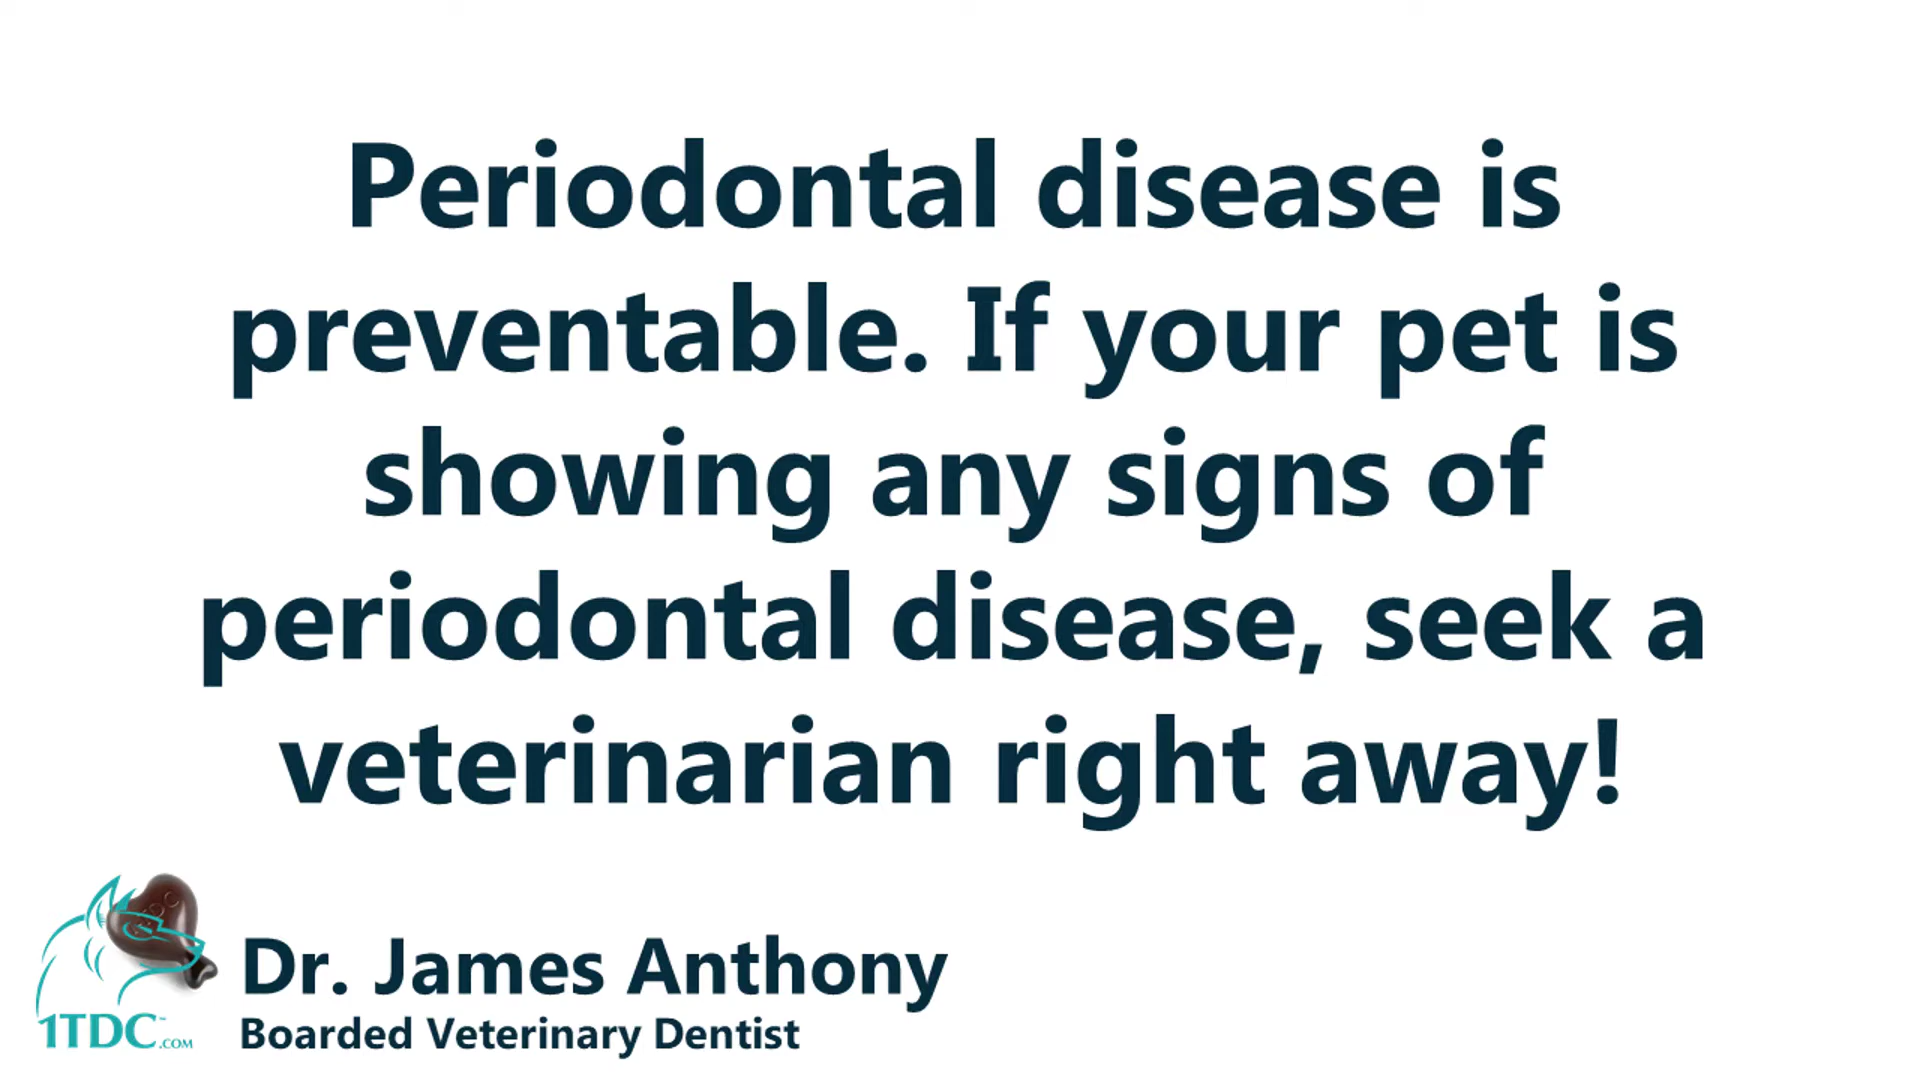 Periodontal disease is
preventable. If your pet is
showing any signs of
periodontal disease, seek a
veterinarian right away!
Dr. James Anthony
Boarded Veterinary Dentist
1TDC™.COM